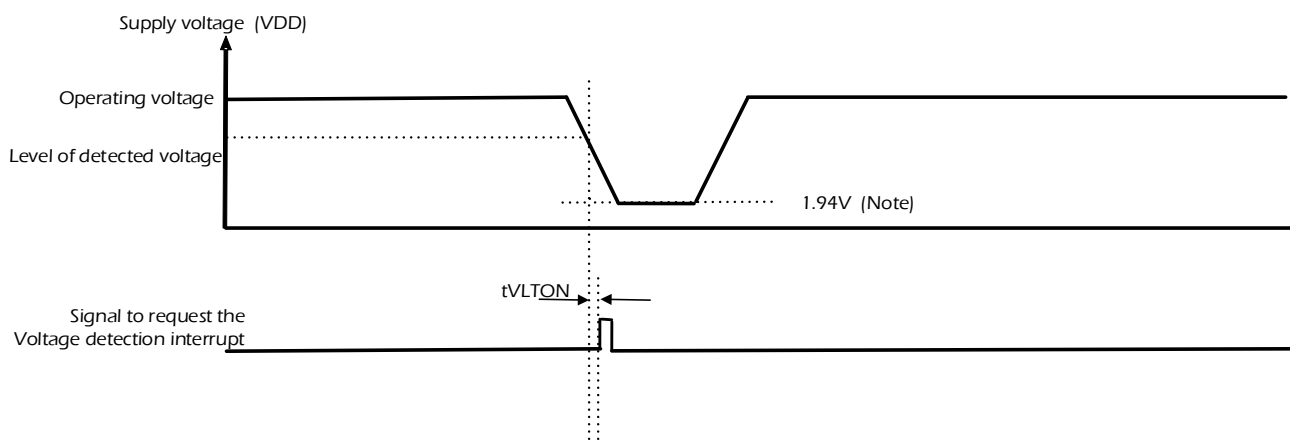 Supply voltage (VDD)
Operating voltage
Level of detected voltage
1.94V (Note)
tVLTON
Signal to request the
Voltage detection interrupt